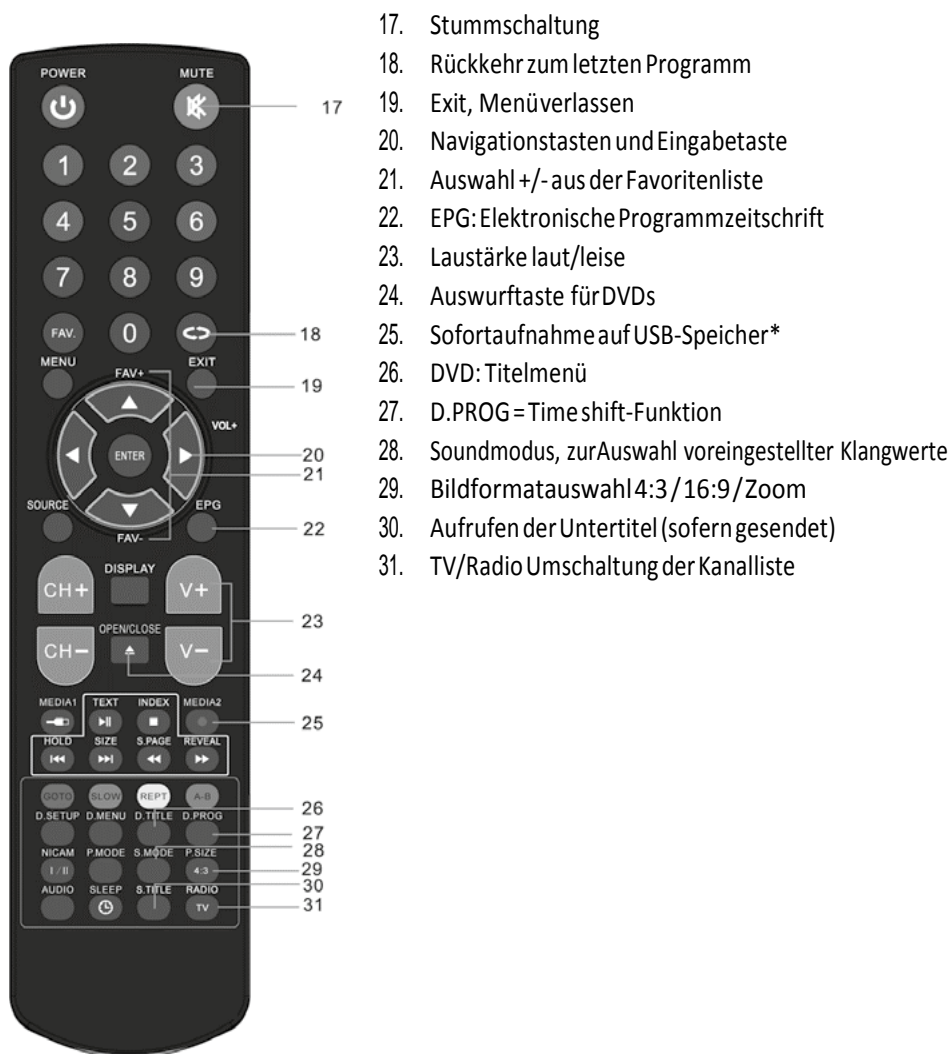 POWER MUTE
1 2 3
4 5 6
7 8 9
FAV. 0
MENU EXIT
FAV+
VOL+
ENTER
SOURCE EPG
FAV-
DISPLAY
CH+ V+
OPEN/CLOSE
CH− V−
MEDIA1 TEXT INDEX MEDIA2
HOLD SIZE S.PAGE REVEAL
GOTO SLOW REPT A-B
D.SETUP D.MENU D.TITLE D.PROG
NICAM P.MODE S.MODE P.SIZE
I/II 4:3
AUDIO SLEEP S.TITLE RADIO
TV
17
18
19
20
21
22
23
24
25
26
27
28
29
30
31
17. Stummschaltung
18. Rückkehr zum letzten Programm
19. Exit, Menüverlassen
20. Navigationstasten und Eingabetaste
21. Auswahl +/- aus der Favoritenliste
22. EPG: Elektronische Programmzeitschrift
23. Laustärke laut/leise
24. Auswurftaste für DVDs
25. Sofortaufnahme auf USB-Speicher*
26. DVD: Titelmenü
27. D.PROG = Time shift-Funktion
28. Soundmodus, zur Auswahl voreingestellter Klangwerte
29. Bildformatauswahl 4:3 / 16:9 / Zoom
30. Aufrufen der Untertitel (sofern gesendet)
31. TV/Radio Umschaltung der Kanalliste